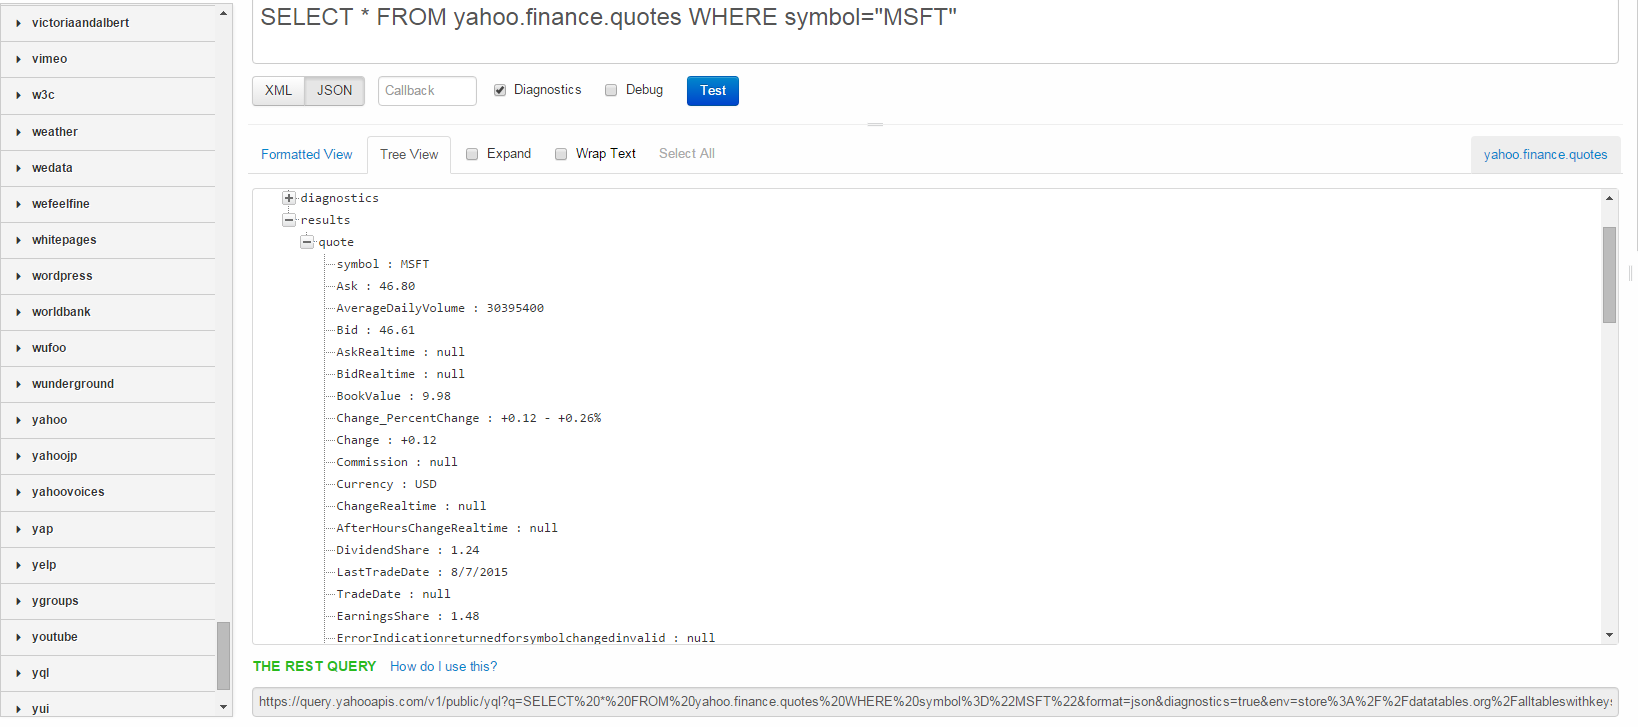 victoriaandalbert
vimeo
w3c
weather
wedata
wefeelfine
whitepages
wordpress
worldbank
wufoo
wunderground
yahoo
yahoojp
yahoovoices
yap
yelp
ygroups
youtube
yql
yui
SELECT * FROM yahoo.finance.quotes WHERE symbol="MSFT"
XML JSON Callback Diagnostics Debug Test
Formatted View Tree View Expand Wrap Text Select All yahoo.finance.quotes
diagnostics
results
quote
symbol : MSFT
Ask : 46.80
AverageDailyVolume : 30395400
Bid : 46.61
AskRealtime : null
BidRealtime : null
BookValue : 9.98
Change_PercentChange : +0.12 - +0.26%
Change : +0.12
Commission : null
Currency : USD
ChangeRealtime : null
AfterHoursChangeRealtime : null
DividendShare : 1.24
LastTradeDate : 8/7/2015
TradeDate : null
EarningsShare : 1.48
ErrorIndicationreturnedforsymbolchangedinvalid : null
THE REST QUERY How do I use this?
https://query.yahooapis.com/v1/public/yql?q=SELECT%20*%20FROM%20yahoo.finance.quotes%20WHERE%20symbol%3D%22MSFT%22&format=json&diagnostics=true&env=store%3A%2F%2Fdatatables.org%2Falltableswithkeys